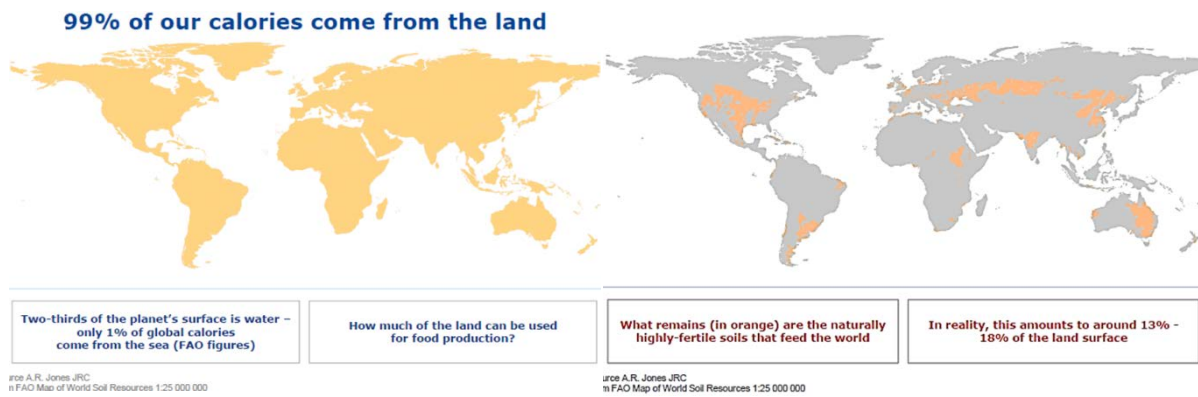 99% of our calories come from the land
Two-thirds of the planet's surface is water –
only 1% of global calories
come from the sea (FAO figures)
How much of the land can be used
for food production?
What remains (in orange) are the naturally
highly-fertile soils that feed the world
In reality, this amounts to around 13% -
18% of the land surface
urce A.R. Jones JRC
m FAO Map of World Soil Resources 1:25 000 000
urce A.R. Jones JRC
m FAO Map of World Soil Resources 1:25 000 000